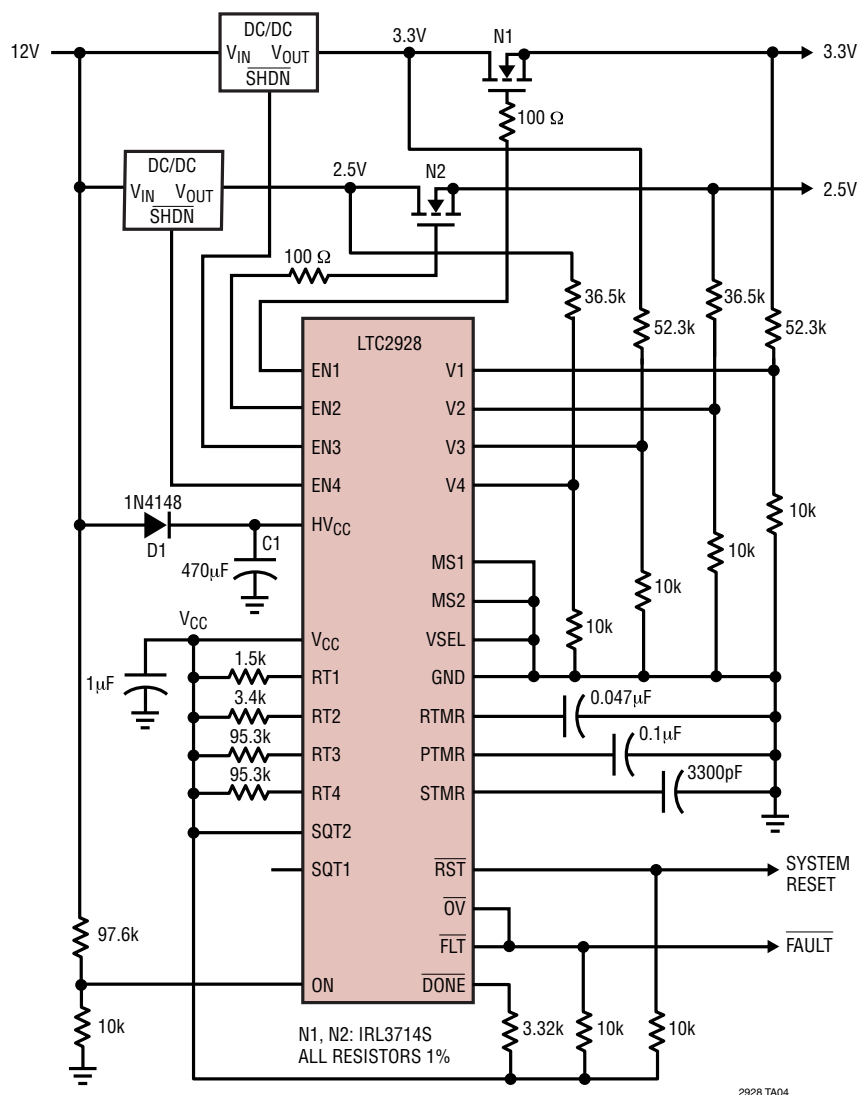 DC/DC
12V
VIN VOUT
SHDN
3.3V
N1
3.3V
100 Ω
DC/DC
VIN VOUT
SHDN
2.5V
N2
2.5V
100 Ω
36.5k
52.3k
36.5k
52.3k
LTC2928
EN1
V1
EN2
V2
EN3
V3
EN4
V4
1N4148
D1
HVCC
C1
470µF
10k
10k
10k
10k
MS1
MS2
VCC
VCC
VSEL
1µF
1.5k
RT1
GND
3.4k
RT2
RTMR
0.047µF
95.3k
RT3
PTMR
0.1µF
95.3k
RT4
STMR
3300pF
SQT2
SQT1
RST
SYSTEM
RESET
OV
97.6k
FLT
FAULT
ON
DONE
10k
3.32k
10k
10k
N1, N2: IRL3714S
ALL RESISTORS 1%
2928 TA04